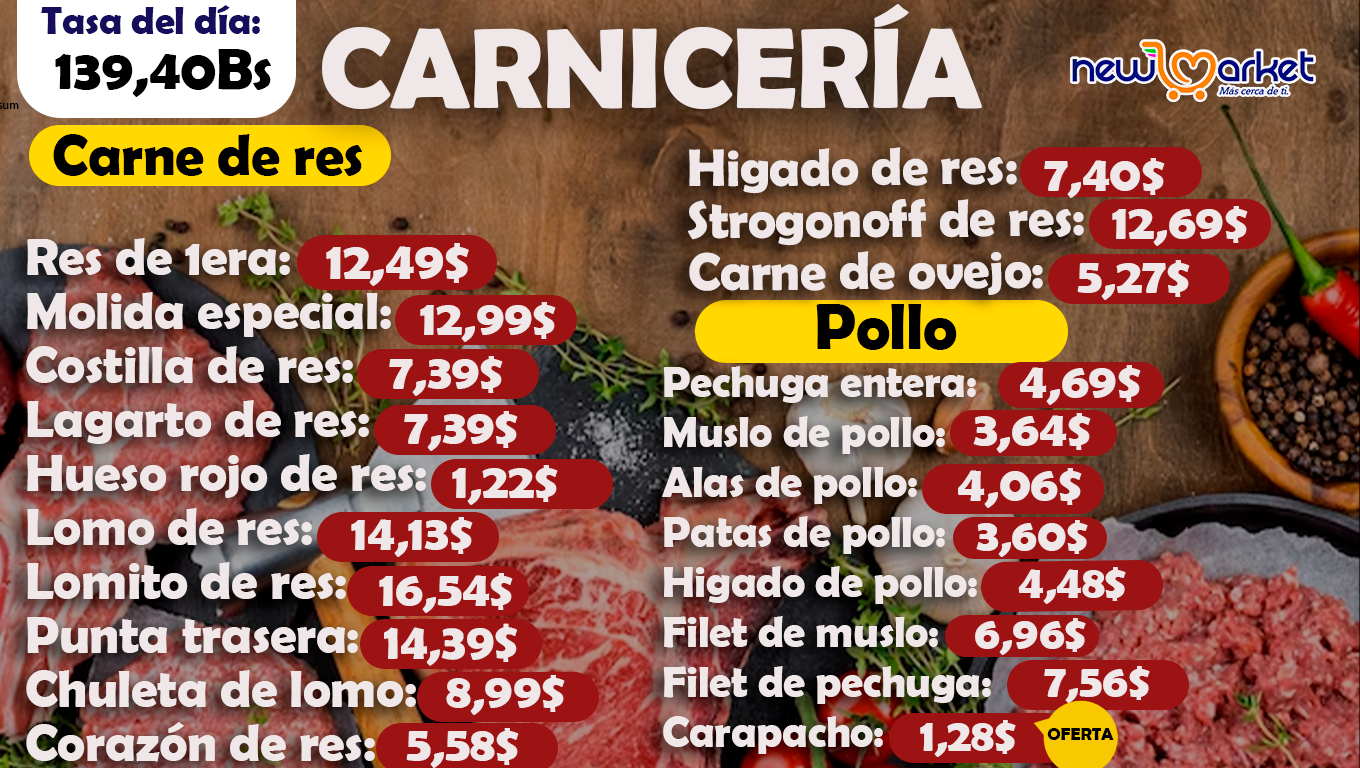 Tasa del día:
139,40Bs
sum
CARNICERÍA
new Market
Más cerca de ti.
Carne de res
Res de 1era: 12,49$
Molida especial: 12,99$
Costilla de res: 7,39$
Lagarto de res: 7,39$
Hueso rojo de res: 1,22$
Lomo de res: 14,13$
Lomito de res: 16,54$
Punta trasera: 14,39$
Chuleta de lomo: 8,99$
Corazón de res: 5,58$
Higado de res: 7,40$
Strogonoff de res: 12,69$
Carne de ovejo: 5,27$
Pollo
Pechuga entera: 4,69$
Muslo de pollo: 3,64$
Alas de pollo: 4,06$
Patas de pollo: 3,60$
Higado de pollo: 4,48$
Filet de muslo: 6,96$
Filet de pechuga: 7,56$
Carapacho: 1,28$ OFERTA